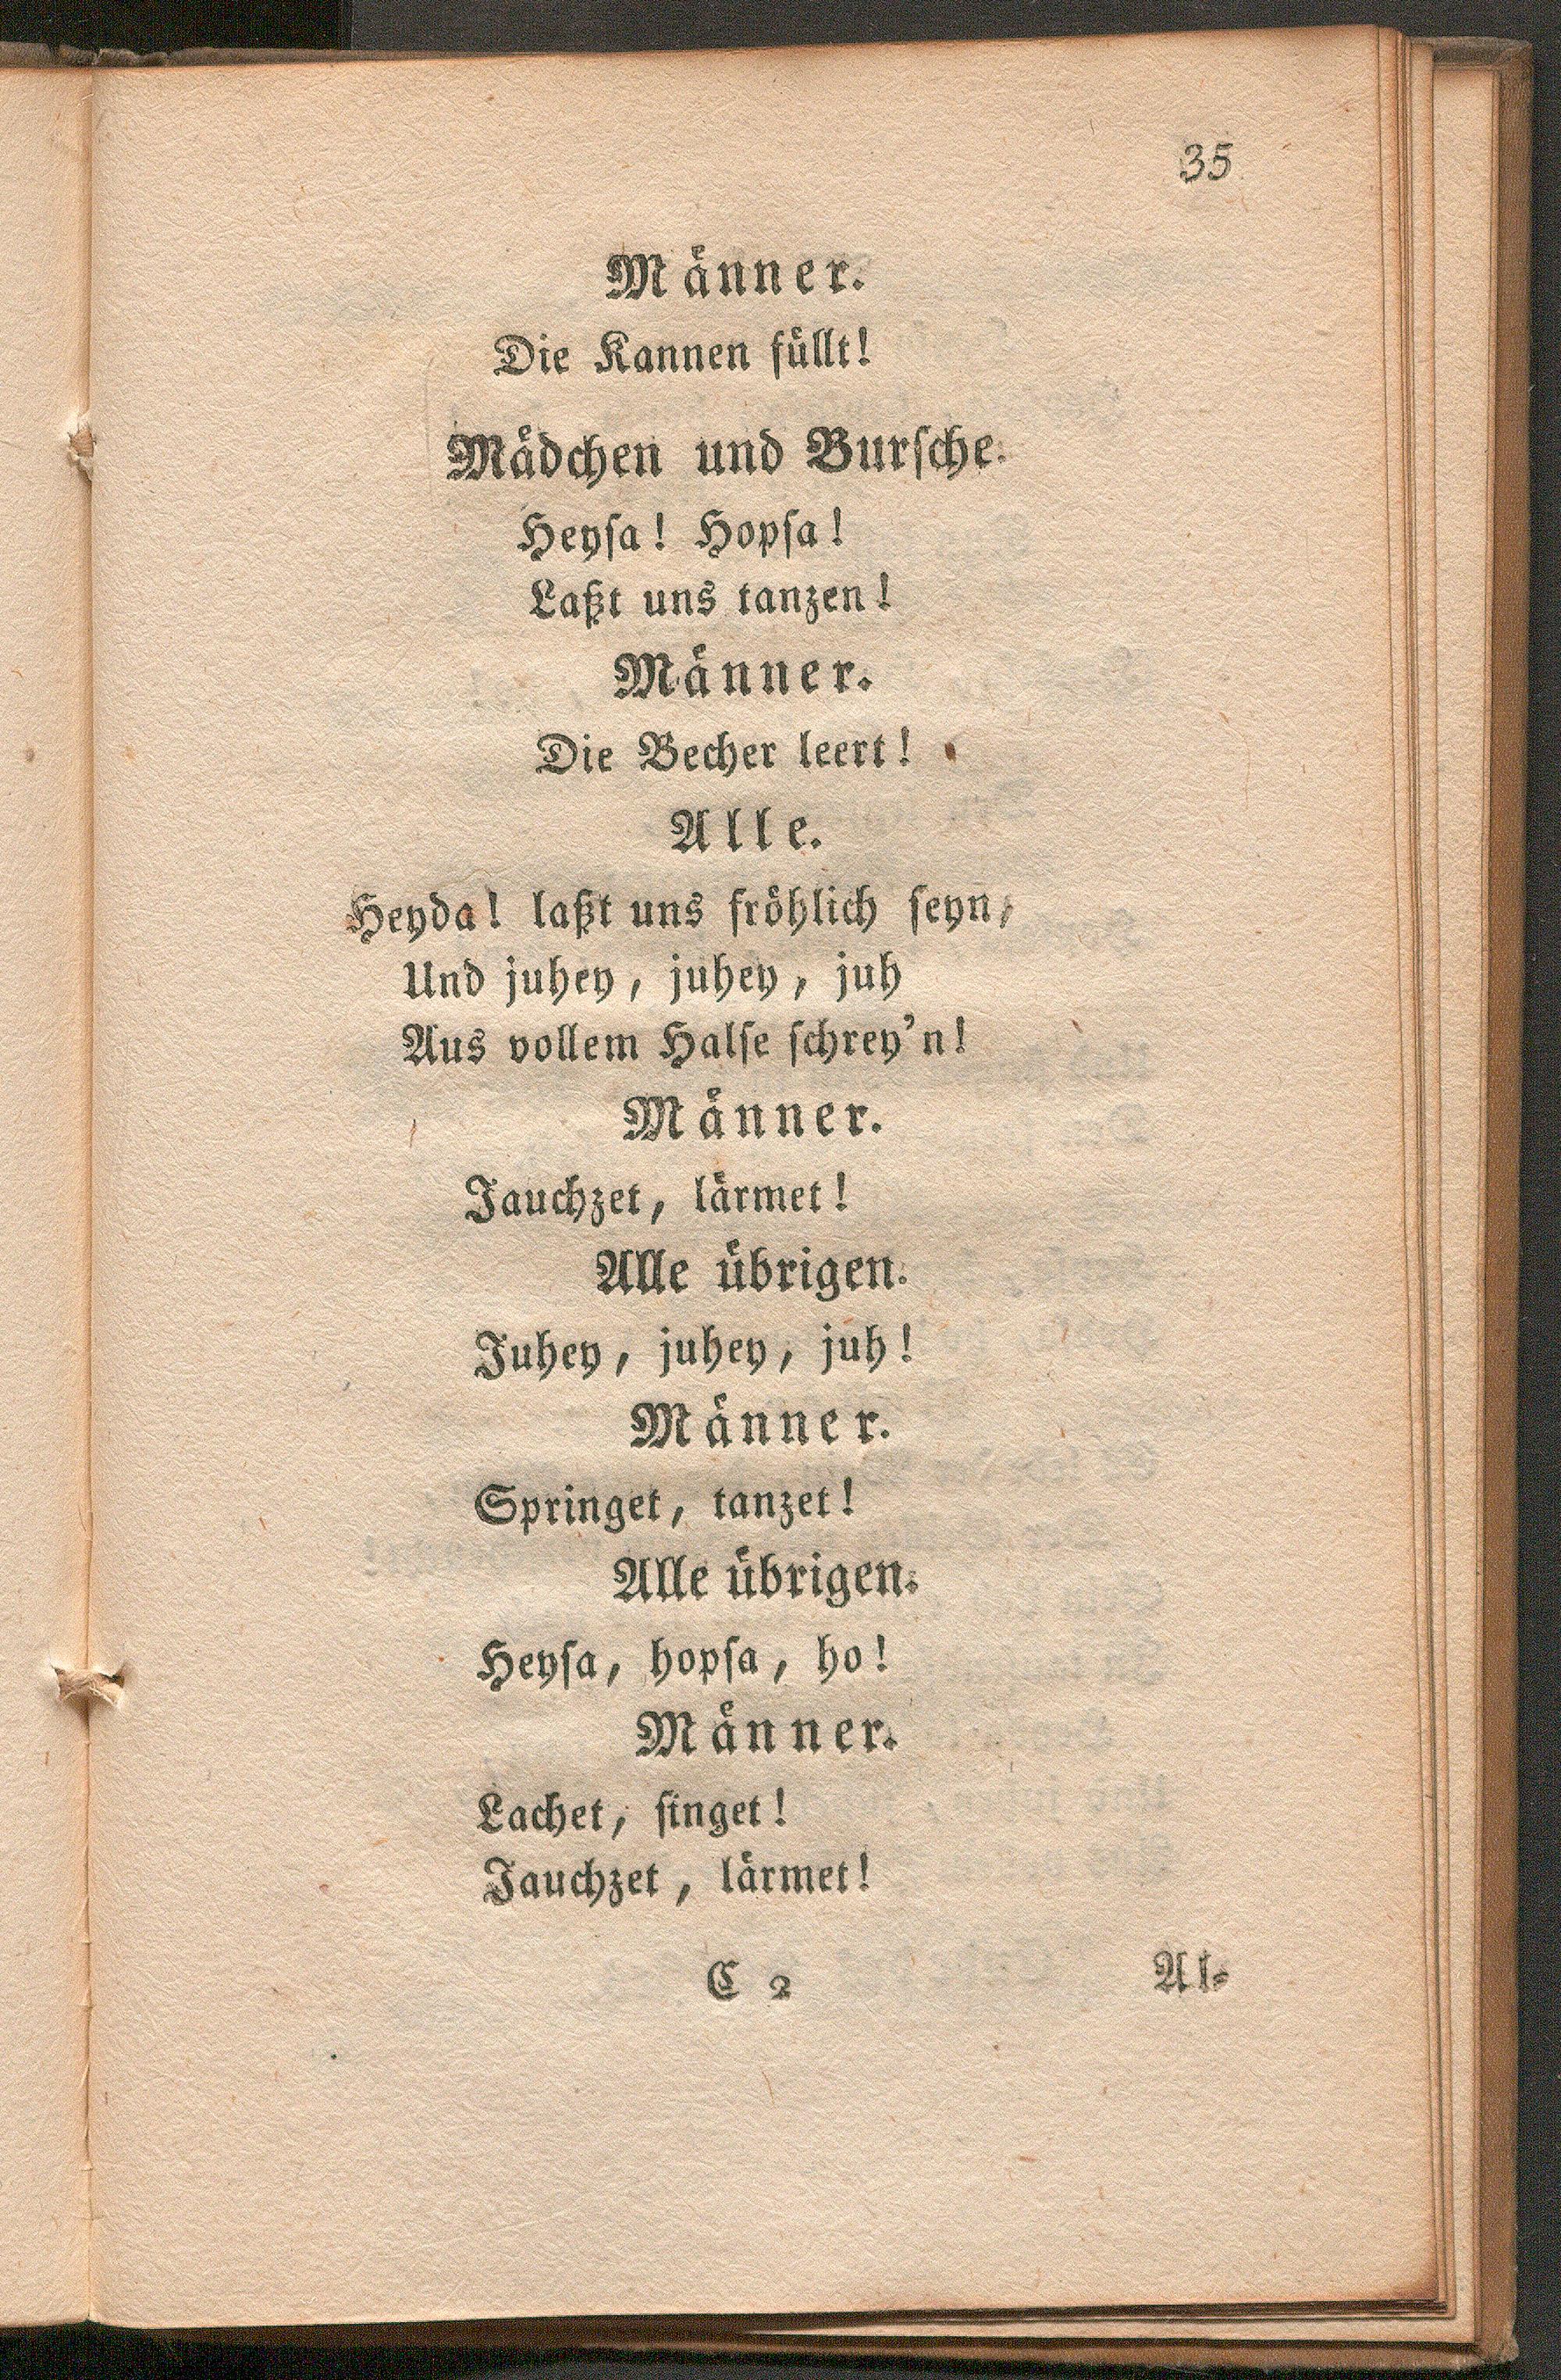 35
Männer.
Die Kannen füllt!
Mädchen und Burſche.
Heyſa! Hopſa!
Laßt uns tanzen!
Männer.
Die Becher leert!
Alle.
Heyda! laßt uns fröhlich ſeyn,
Und juhey, juhey, juh
Aus vollem Halſe ſchrey'n!
Männer.
Jauchzet, lärmet!
Alle übrigen.
Juhey, juhey, juh!
Männer.
Springet, tanzet!
Alle übrigen.
Heyſa, hopſa, ho!
Männer.
Lachet, ſinget!
Jauchzet, lärmet!
C 2 Al-